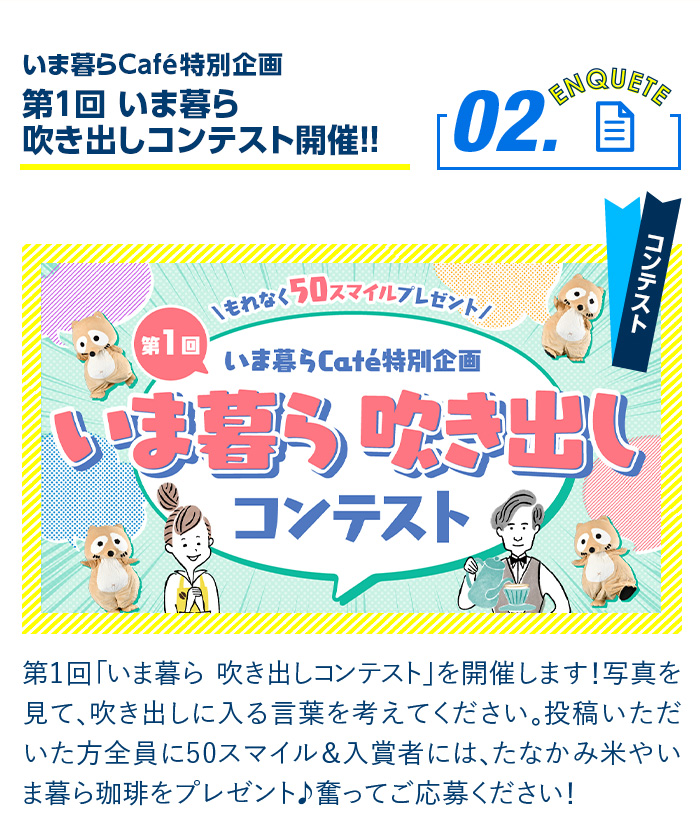 いま暮らCafé特別企画
第1回 いま暮ら
吹き出しコンテスト開催!!
02.
ENQUETE
コンテスト
\もれなく50スマイルプレゼント/
第1回
いま暮らCafé特別企画
いま暮ら 吹き出し
コンテスト
第1回「いま暮ら 吹き出しコンテスト」を開催します!写真を
見て、吹き出しに入る言葉を考えてください。投稿いただ
いた方全員に50スマイル&入賞者には、たなかみ米やい
ま暮ら珈琲をプレゼント♪奮ってご応募ください!